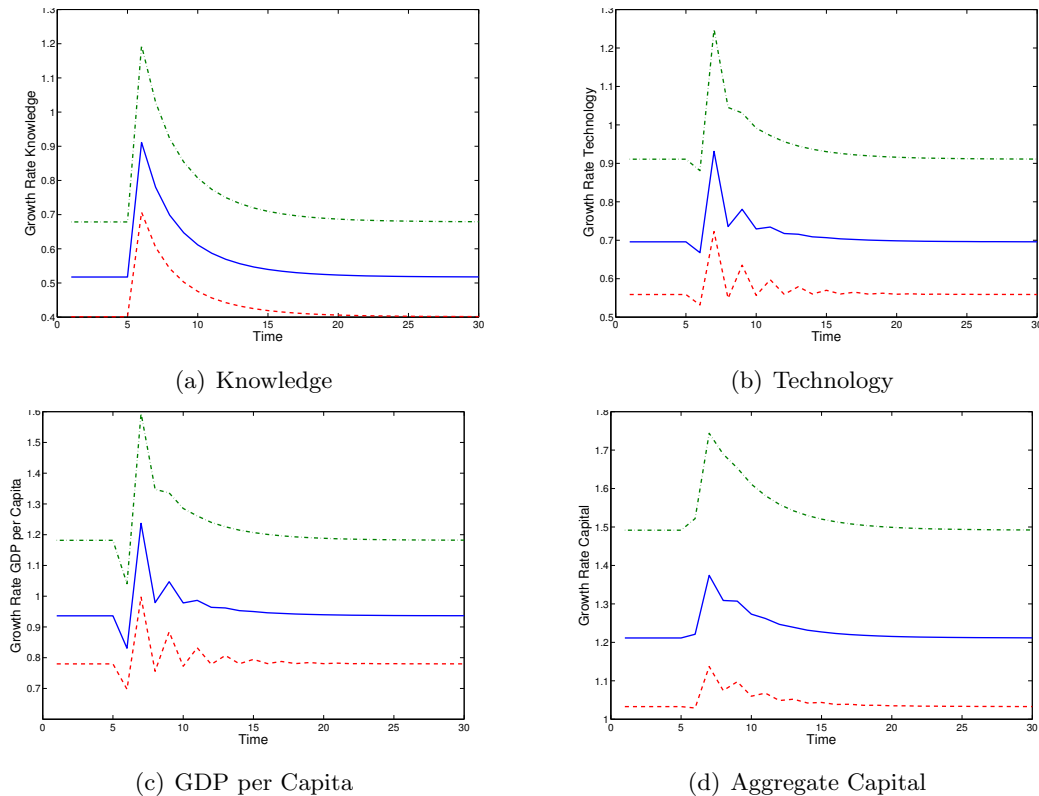 1.3
1.2
1.1
1
0.9
0.8
0.7
0.6
0.5
0.4
Growth Rate Knowledge
0 5 10 15 20 25 30
Time
(a) Knowledge
1.3
1.2
1.1
1
0.9
0.8
0.7
0.6
0.5
Growth Rate Technology
0 5 10 15 20 25 30
Time
(b) Technology
1.6
1.5
1.4
1.3
1.2
1.1
1
0.9
0.8
0.7
Growth Rate GDP per Capita
0 5 10 15 20 25 30
Time
(c) GDP per Capita
1.8
1.7
1.6
1.5
1.4
1.3
1.2
1.1
1
Growth Rate Capital
0 5 10 15 20 25 30
Time
(d) Aggregate Capital